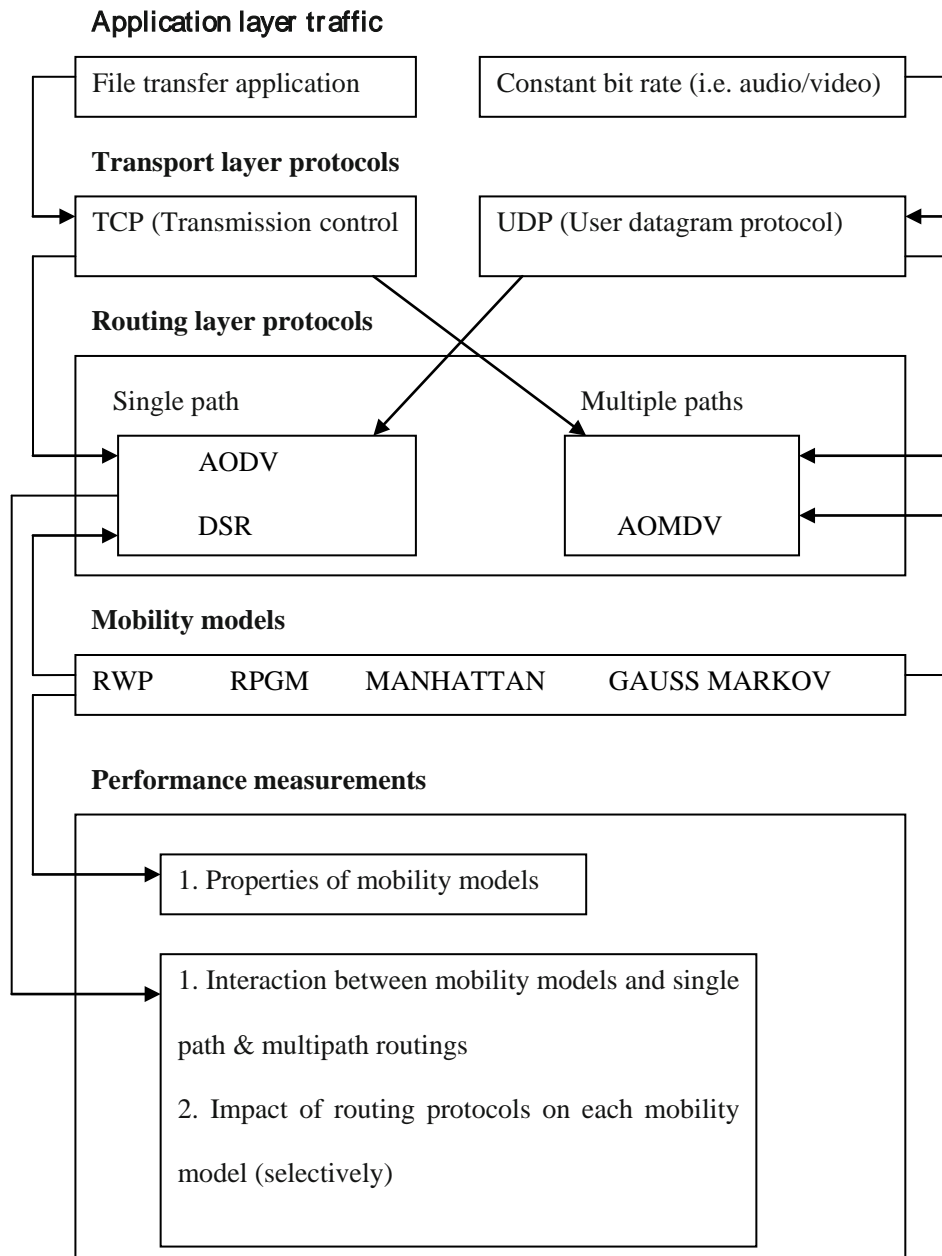 Application layer traffic
File transfer application
Constant bit rate (i.e. audio/video)
Transport layer protocols
TCP (Transmission control
UDP (User datagram protocol)
Routing layer protocols
Single path
Multiple paths
AODV
DSR
AOMDV
Mobility models
RWP RPGM MANHATTAN GAUSS MARKOV
Performance measurements
1. Properties of mobility models
1. Interaction between mobility models and single
path & multipath routings
2. Impact of routing protocols on each mobility
model (selectively)